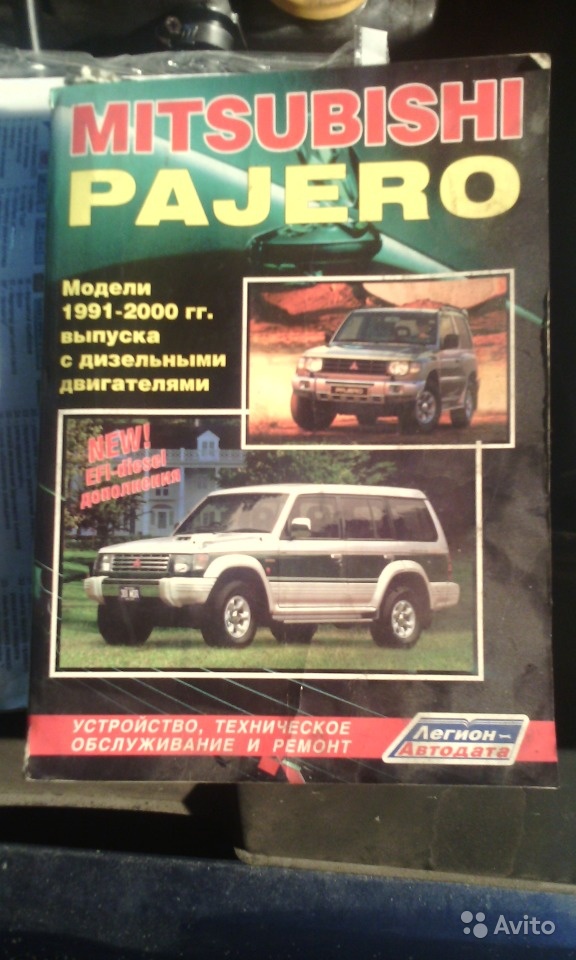 MITSUBISHI
PAJERO
Модели
1991-2000 гг.
выпуска
с дизельными
двигателями
NEW!
EFI-diesel
дополнения
УСТРОЙСТВО, ТЕХНИЧЕСКОЕ
ОБСЛУЖИВАНИЕ И РЕМОНТ
Легион
Автодата
Avito